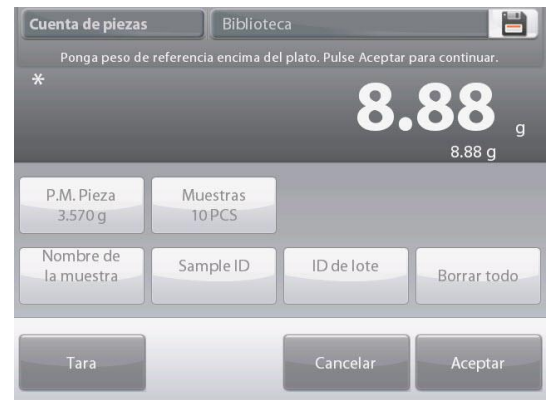 Cuenta de piezas
Biblioteca
Ponga peso de referencia encima del plato. Pulse Aceptar para continuar.
*
8.88 g
8.88 g
P.M. Pieza
3.570 g
Muestras
10 PCS
Nombre de
la muestra
Sample ID
ID de lote
Borrar todo
Tara
Cancelar
Aceptar